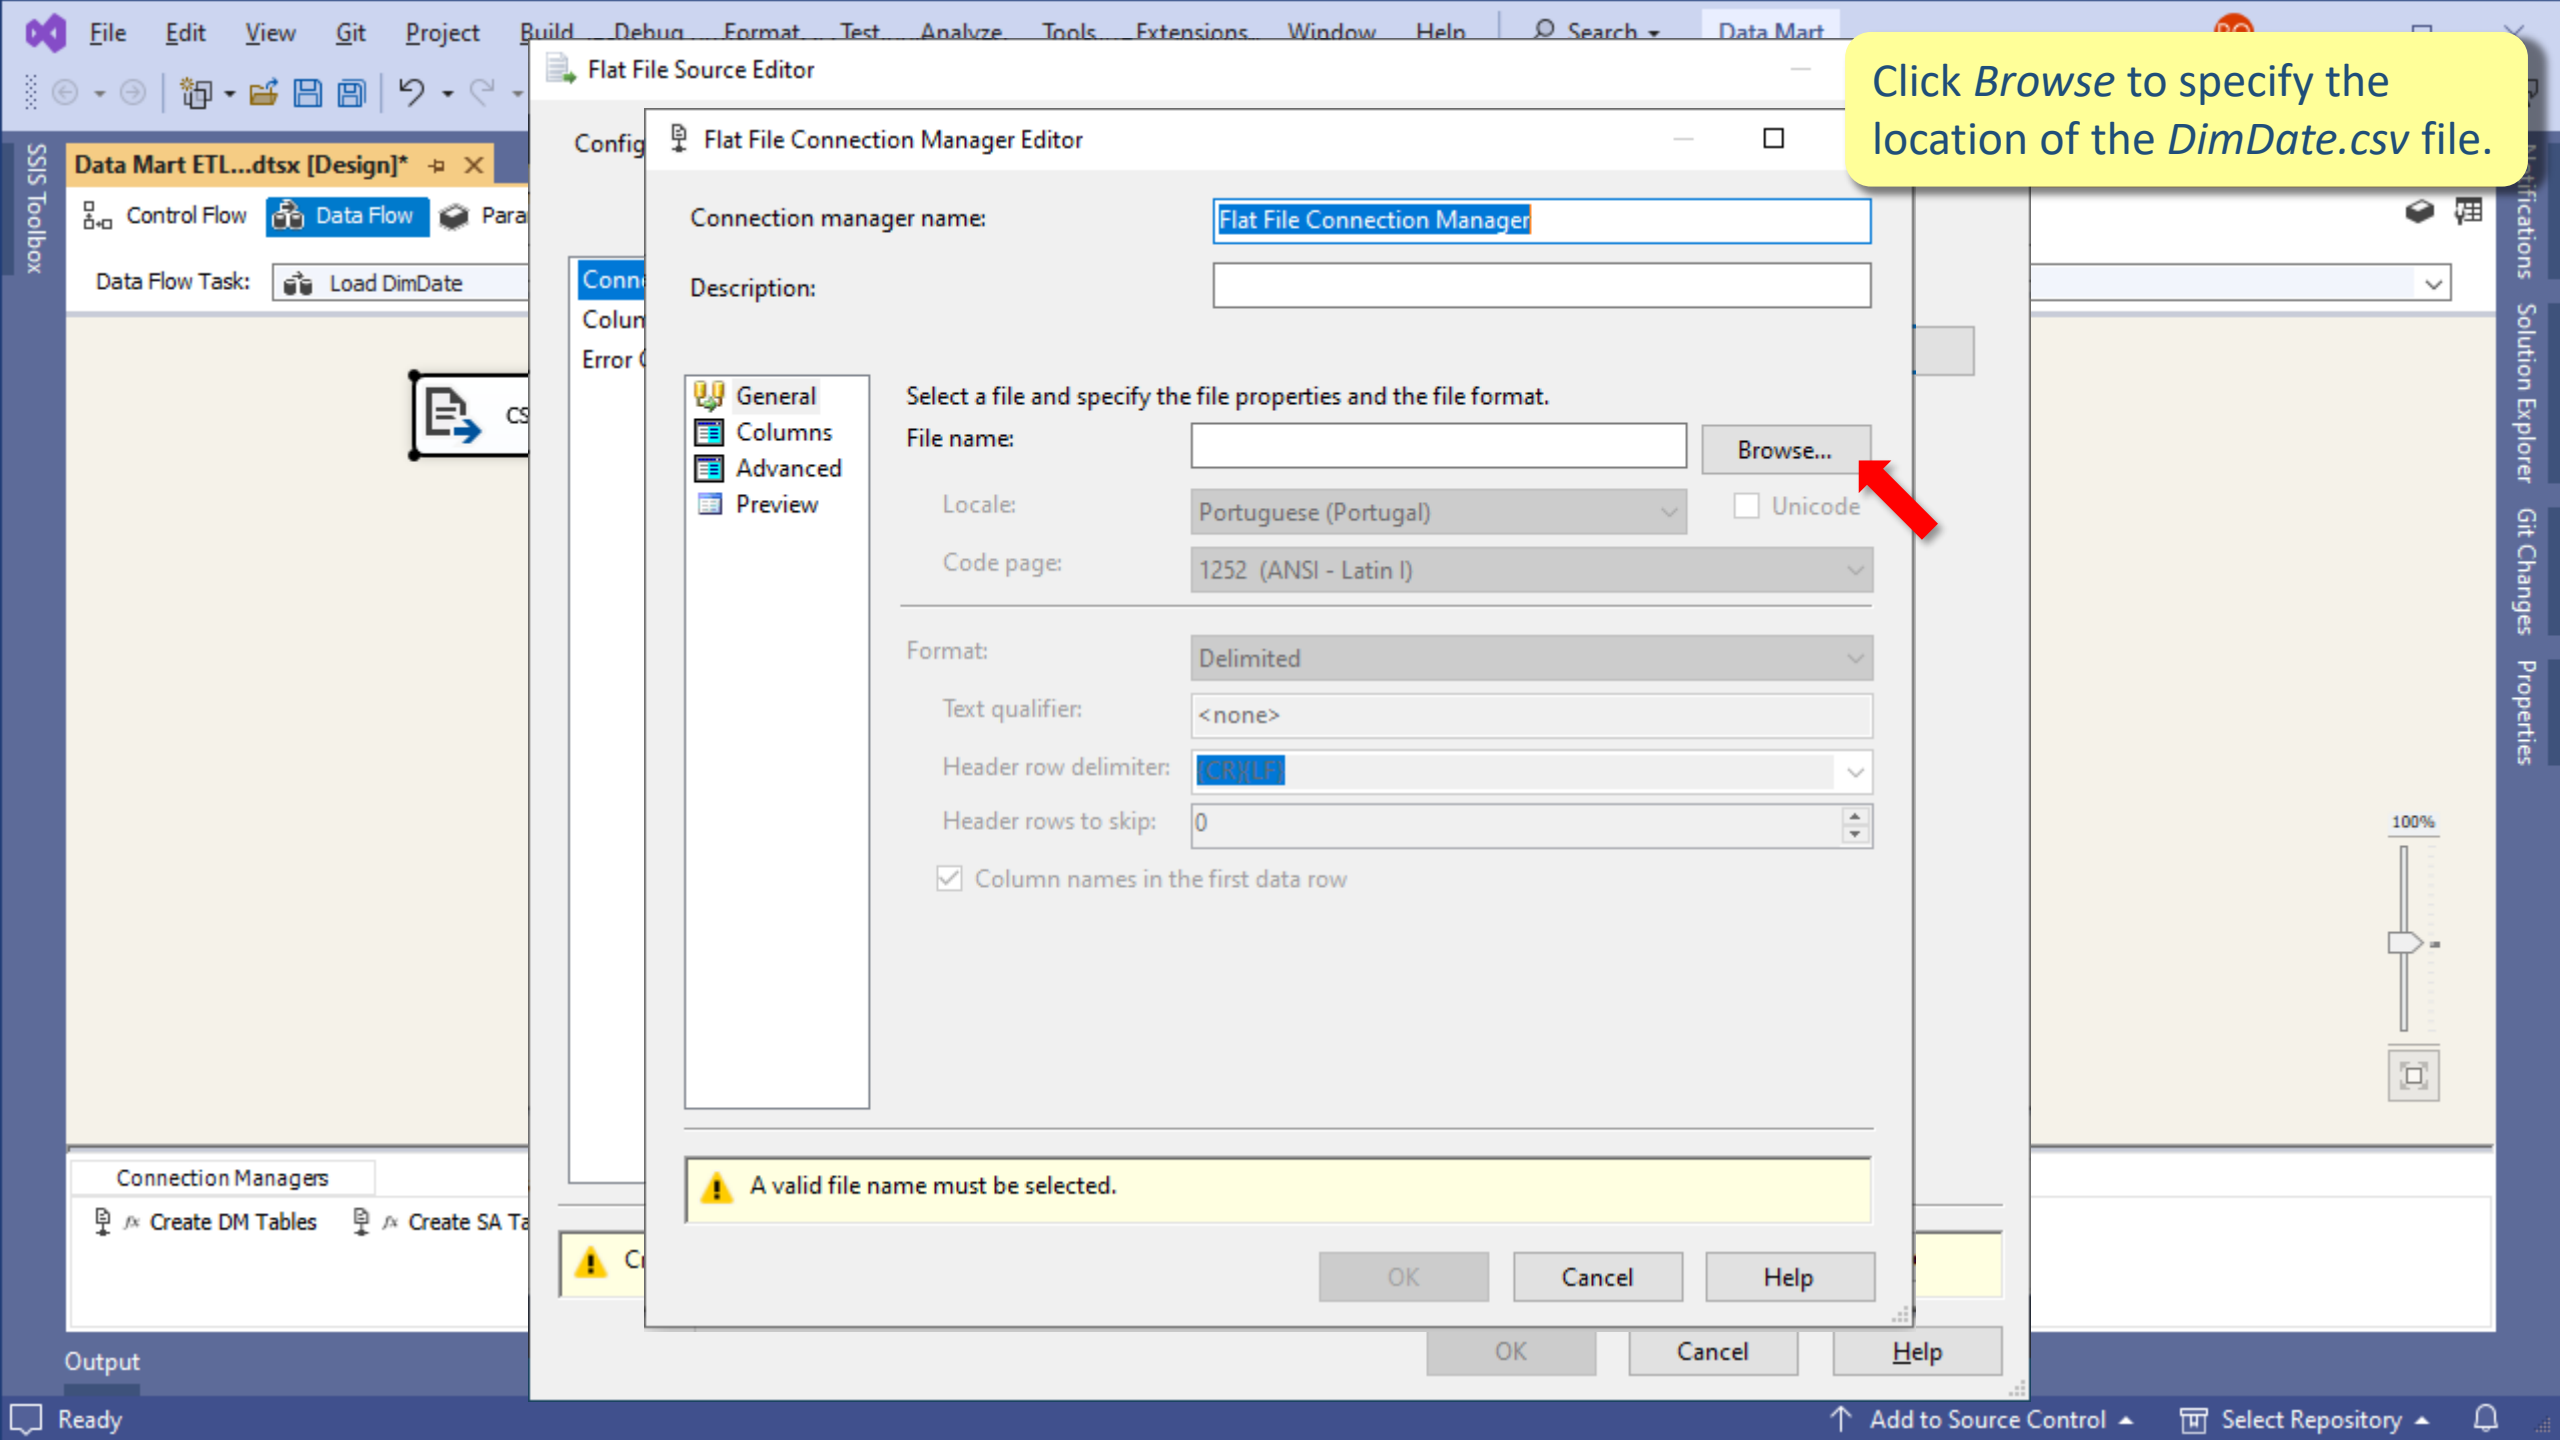 File Edit View Git Project Build Debug Format Test Analyze Tools Extensions Window Help Search Data Mart
Click Browse to specify the
location of the DimDate.csv file.
Flat File Source Editor
Flat File Connection Manager Editor
Config
SSIS Toolbox
Data Mart ETL...dtsx [Design]*
Control Flow Data Flow Para
Data Flow Task: Load DimDate
Connection manager name: Flat File Connection Manager
Description:
Conn
Colum
Error
CS
General
Columns
Advanced
Preview
Select a file and specify the file properties and the file format.
File name: Browse...
Locale: Portuguese (Portugal) Unicode
Code page: 1252 (ANSI - Latin I)
Format: Delimited
Text qualifier: <none>
Header row delimiter: {CR}{LF}
Header rows to skip: 0
Column names in the first data row
A valid file name must be selected.
OK Cancel Help
OK Cancel Help
Notifications
Solution Explorer
Git Changes
Properties
100%
Connection Managers
fx Create DM Tables fx Create SA Ta
Output
Ready Add to Source Control Select Repository